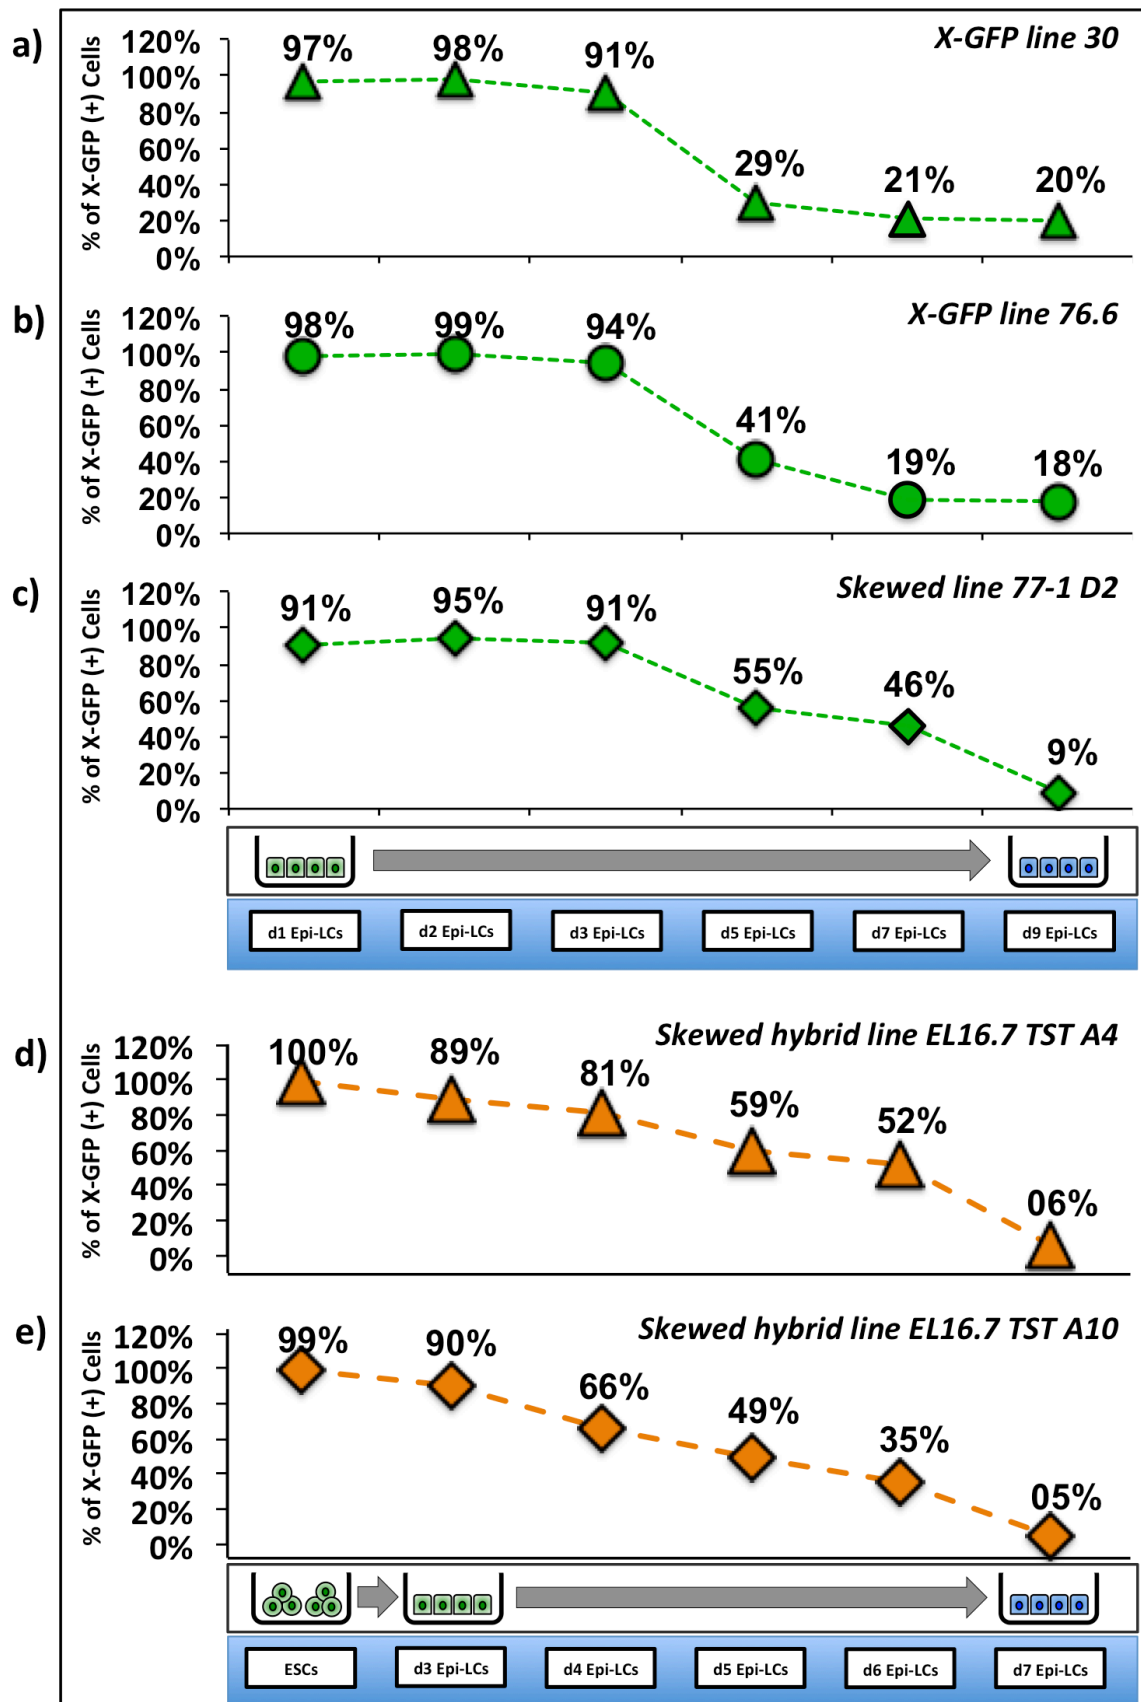 a)
X-GFP line 30
% of X-GFP (+) Cells
120%
100%
80%
60%
40%
20%
0%
97%
98%
91%
29%
21%
20%
b)
X-GFP line 76.6
% of X-GFP (+) Cells
120%
100%
80%
60%
40%
20%
0%
98%
99%
94%
41%
19%
18%
c)
Skewed line 77-1 D2
% of X-GFP (+) Cells
120%
100%
80%
60%
40%
20%
0%
91%
95%
91%
55%
46%
9%
d1 Epi-LCs
d2 Epi-LCs
d3 Epi-LCs
d5 Epi-LCs
d7 Epi-LCs
d9 Epi-LCs
d)
Skewed hybrid line EL16.7 TST A4
% of X-GFP (+) Cells
120%
100%
80%
60%
40%
20%
0%
100%
89%
81%
59%
52%
06%
e)
Skewed hybrid line EL16.7 TST A10
% of X-GFP (+) Cells
120%
100%
80%
60%
40%
20%
0%
99%
90%
66%
49%
35%
05%
ESCs
d3 Epi-LCs
d4 Epi-LCs
d5 Epi-LCs
d6 Epi-LCs
d7 Epi-LCs